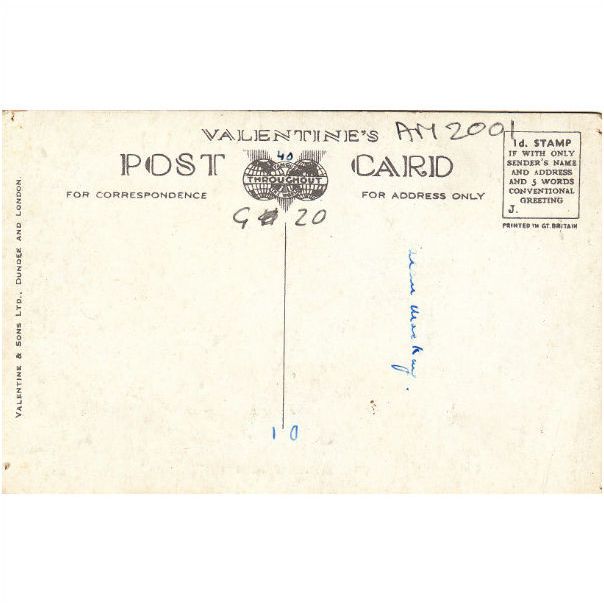 VALENTINE'S AM 2001
40
POST CARD
THROUGHOUT
FOR CORRESPONDENCE
FOR ADDRESS ONLY
1d. STAMP
IF WITH ONLY
SENDER'S NAME
AND ADDRESS
AND 5 WORDS
CONVENTIONAL
GREETING
J.
PRINTED IN GT. BRITAIN
20
10
VALENTINE & SONS LTD., DUNDEE AND LONDON